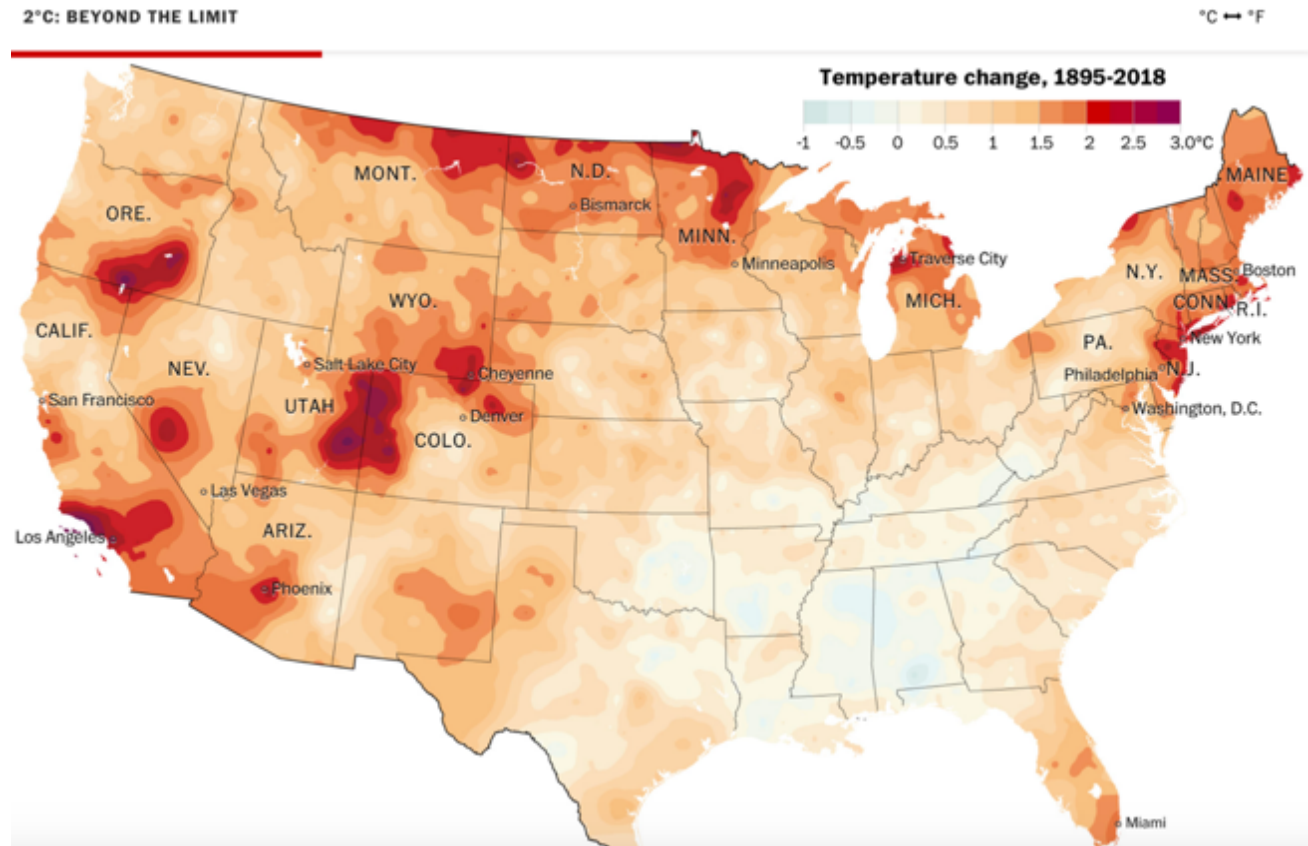 2°C: BEYOND THE LIMIT
°C ↔ °F
Temperature change, 1895-2018
-1 -0.5 0 0.5 1 1.5 2 2.5 3.0°C
MAINE
MONT.
N.D.
Bismarck
ORE.
MINN.
Minneapolis
Traverse City
N.Y.
MASS.
Boston
WYO.
MICH.
CONN.
R.I.
CALIF.
New York
PA.
NEV.
Salt Lake City
Cheyenne
Philadelphia
N.J.
San Francisco
UTAH
Denver
Washington, D.C.
COLO.
Las Vegas
ARIZ.
Los Angeles
Phoenix
Miami